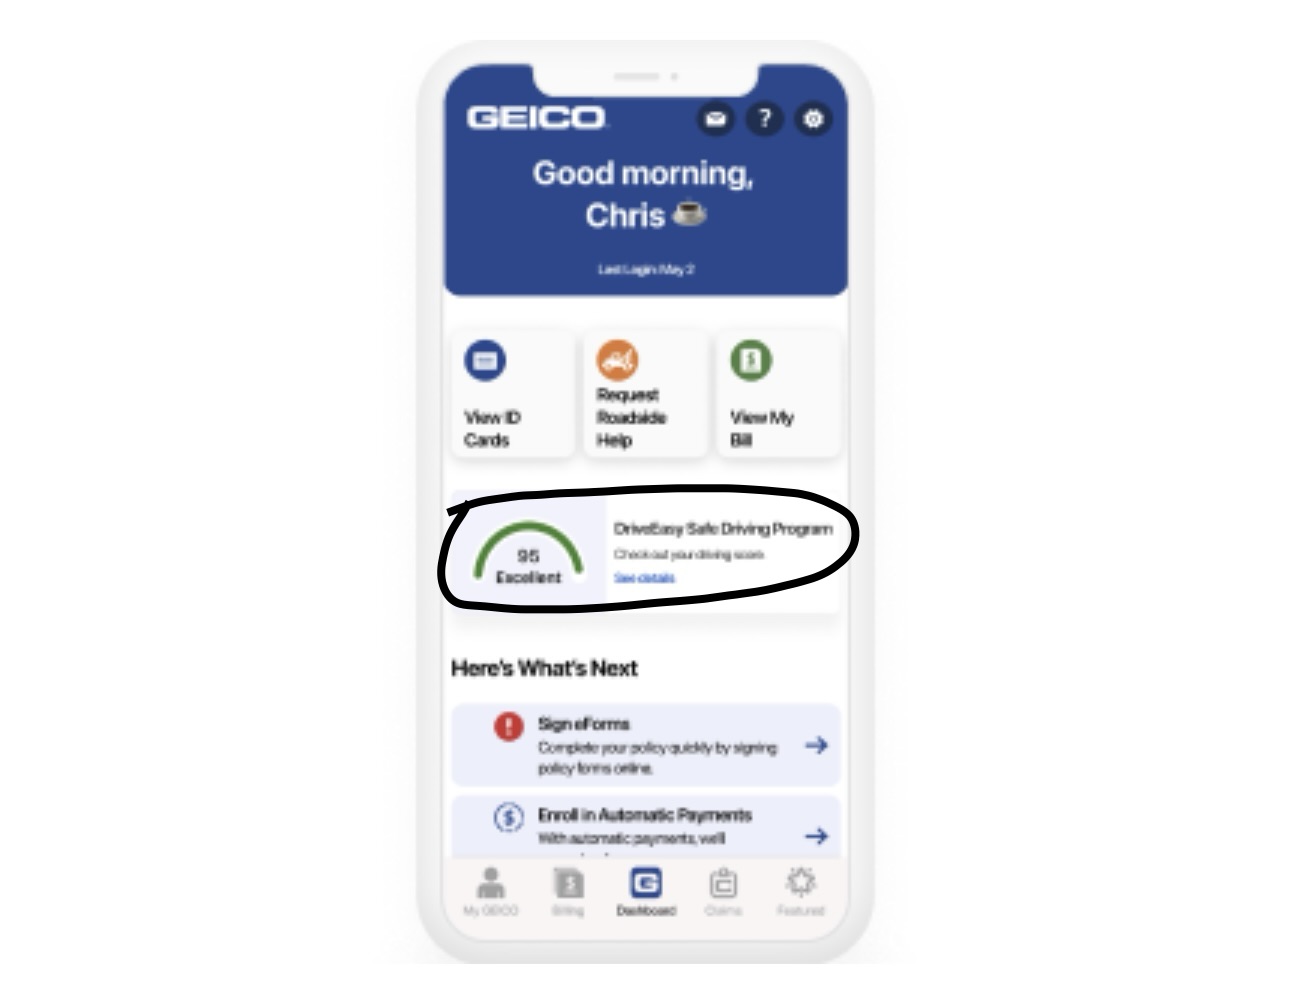 GEICO
?
Good morning,
Chris
Last Login: May 2
View ID
Cards
Request
Roadside
Help
$
View My
Bill
95
Excellent
DriveEasy Safe Driving Program
Check out your driving score.
See details
Here's What's Next
!
Sign eForms
Complete your policy quickly by signing
policy forms online.
$
Enroll in Automatic Payments
With automatic payments, we'll
My GEICO
$
Billing
G
Dashboard
Claims
Featured